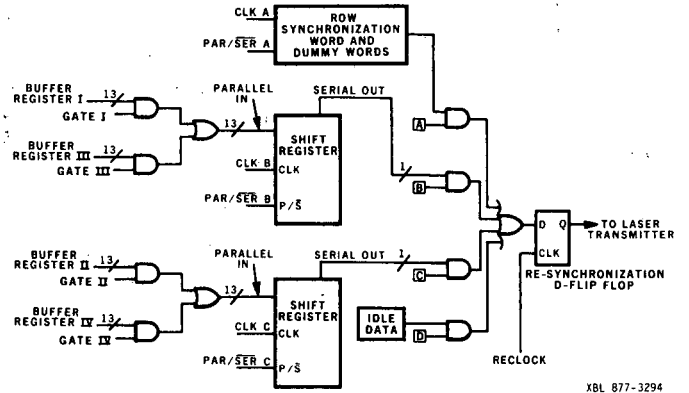 CLK A
PAR/SER A
ROW
SYNCHRONIZATION
WORD AND
DUMMY WORDS
BUFFER
REGISTER I
13
GATE I
BUFFER
REGISTER III
13
GATE III
13
PARALLEL
IN
SERIAL OUT
SHIFT
REGISTER
CLK B
CLK
PAR/SER B
P/S
A
1
B
BUFFER
REGISTER II
13
GATE II
BUFFER
REGISTER IV
13
GATE IV
13
PARALLEL
IN
SERIAL OUT
1
SHIFT
REGISTER
CLK C
CLK
PAR/SER C
P/S
C
IDLE
DATA
D
D Q
CLK
TO LASER
TRANSMITTER
RE-SYNCHRONIZATION
D-FLIP FLOP
RECLOCK
XBL 877-3294